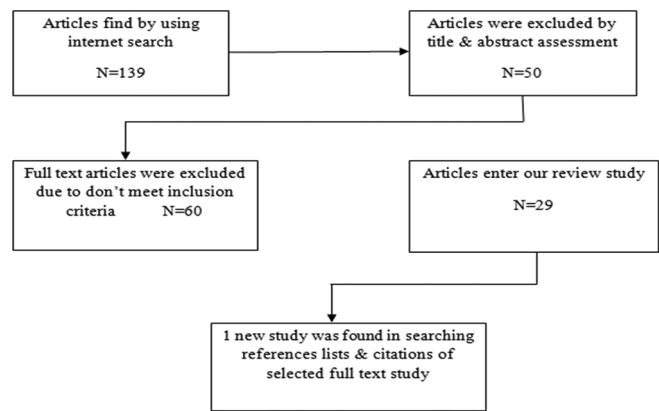 Articles find by using
internet search
N=139
Articles were excluded by
title & abstract assessment
N=50
Full text articles were excluded
due to don't meet inclusion
criteria N=60
Articles enter our review study
N=29
1 new study was found in searching
references lists & citations of
selected full text study